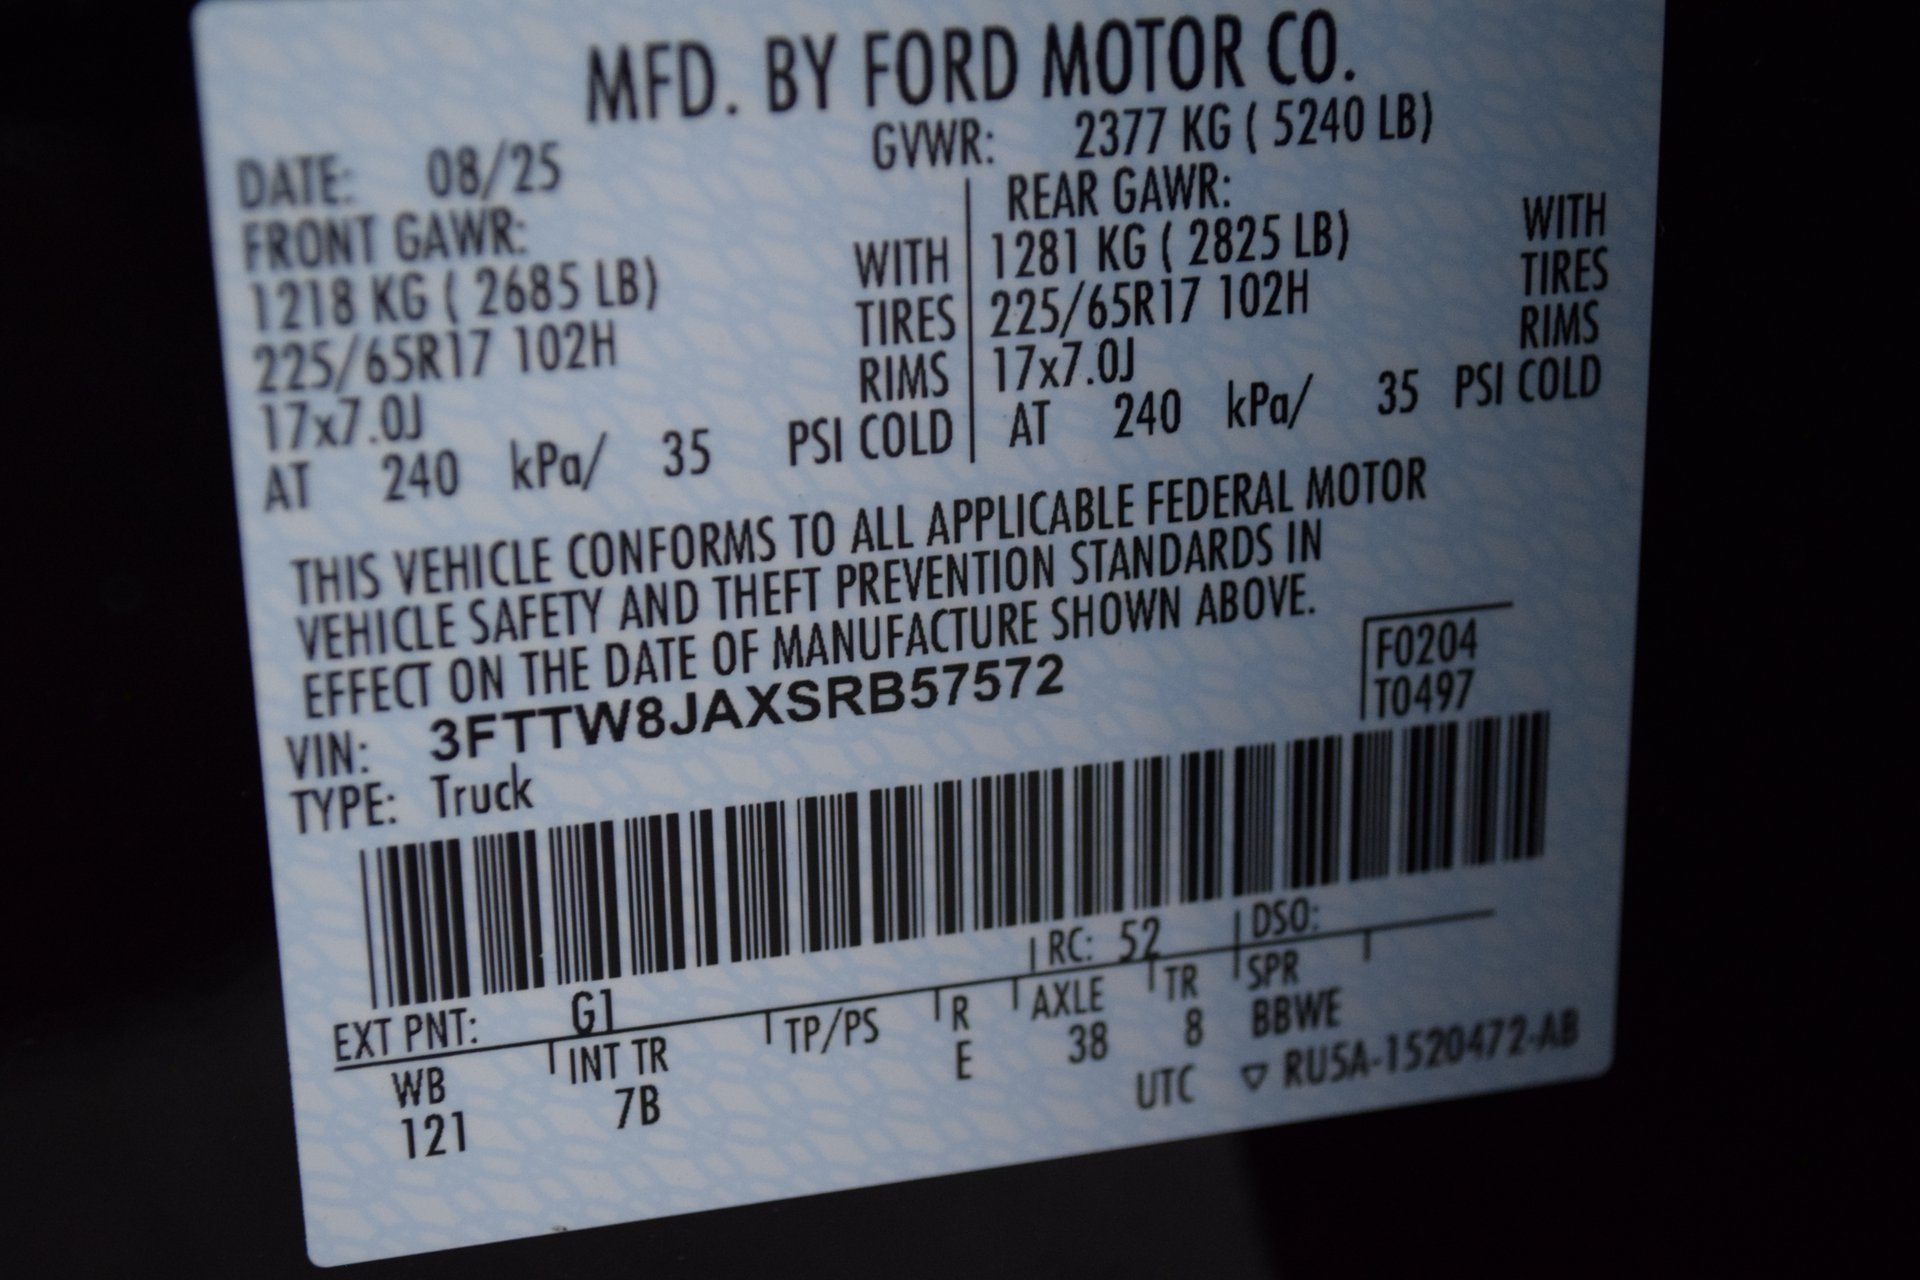 MFD. BY FORD MOTOR CO.
DATE: 08/25 GVWR: 2377 KG ( 5240 LB)
FRONT GAWR: REAR GAWR:
1218 KG ( 2685 LB) WITH 1281 KG ( 2825 LB) WITH
225/65R17 102H TIRES 225/65R17 102H TIRES
17x7.0J RIMS 17x7.0J RIMS
AT 240 kPa/ 35 PSI COLD AT 240 kPa/ 35 PSI COLD
THIS VEHICLE CONFORMS TO ALL APPLICABLE FEDERAL MOTOR
VEHICLE SAFETY AND THEFT PREVENTION STANDARDS IN
EFFECT ON THE DATE OF MANUFACTURE SHOWN ABOVE.
F0204
VIN: 3FTTW8JAXSRB57572 T0497
TYPE: Truck
RC: 52 DSO:
EXT PNT: G1
WB INT TR TP/PS R AXLE TR SPR
121 7B E 38 8 BBWE
UTC ▽ RU5A-1520472-AB